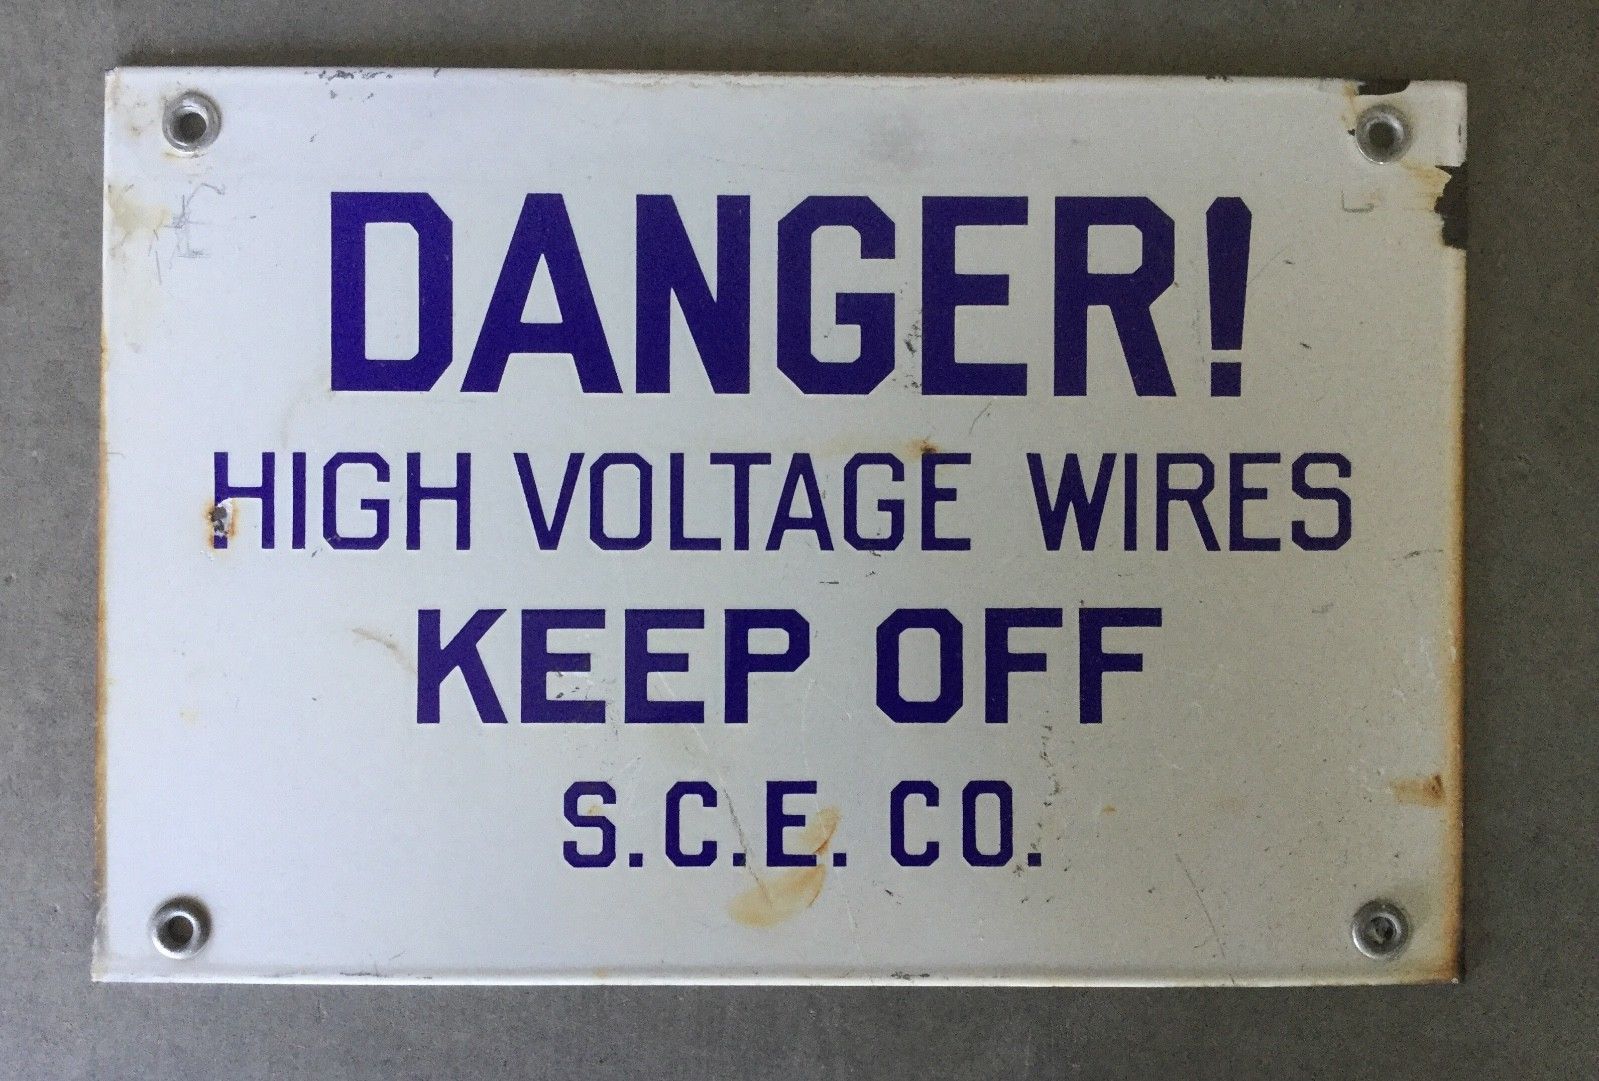 DANGER!
HIGH VOLTAGE WIRES
KEEP OFF
S.C.E. CO.